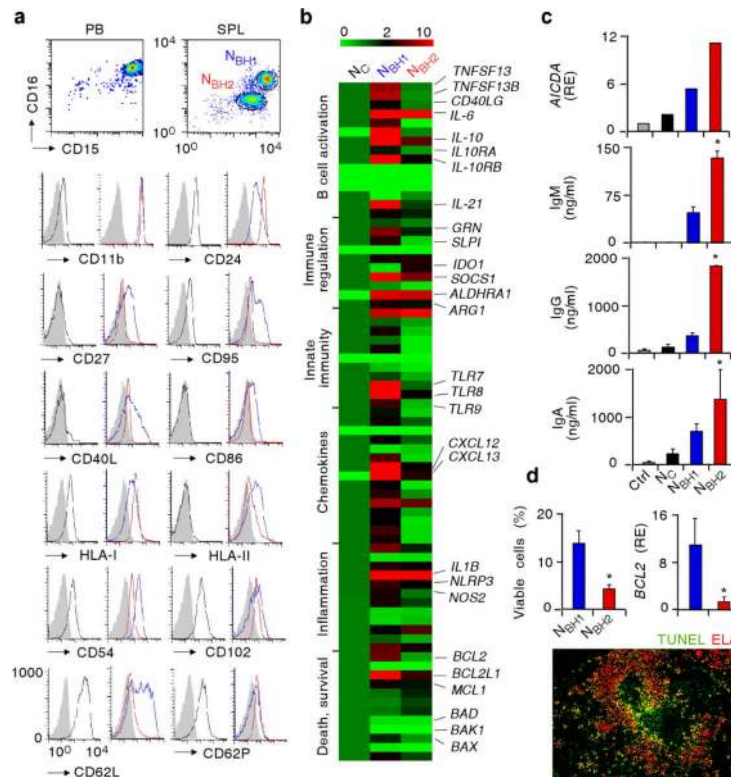 a
PB
SPL
CD16
CD15
N_BH1
N_BH2
10^4
10^0
10^0
10^4
CD11b
CD24
CD27
CD95
CD40L
CD86
HLA-I
HLA-II
CD54
CD102
1000
0
10^0
10^4
CD62L
CD62P
b
0
2
10
N_C
N_BH1
N_BH2
B cell activation
Immune regulation
Innate immunity
Chemokines
Inflammation
Death, survival
TNFSF13
TNFSF13B
CD40LG
IL-6
IL-10
IL10RA
IL-10RB
IL-21
GRN
SLPI
IDO1
SOCS1
ALDHRA1
ARG1
TLR7
TLR8
TLR9
CXCL12
CXCL13
IL1B
NLRP3
NOS2
BCL2
BCL2L1
MCL1
BAD
BAK1
BAX
c
AICDA (RE)
10
5
0
*
IgM (ng/ml)
150
75
0
*
IgG (ng/ml)
2000
1000
0
*
IgA (ng/ml)
2000
1000
0
*
Ctrl
N_C
N_BH1
N_BH2
d
Viable cells (%)
20
10
0
*
N_BH1
N_BH2
BCL2 (RE)
15
10
5
0
*
TUNEL ELA